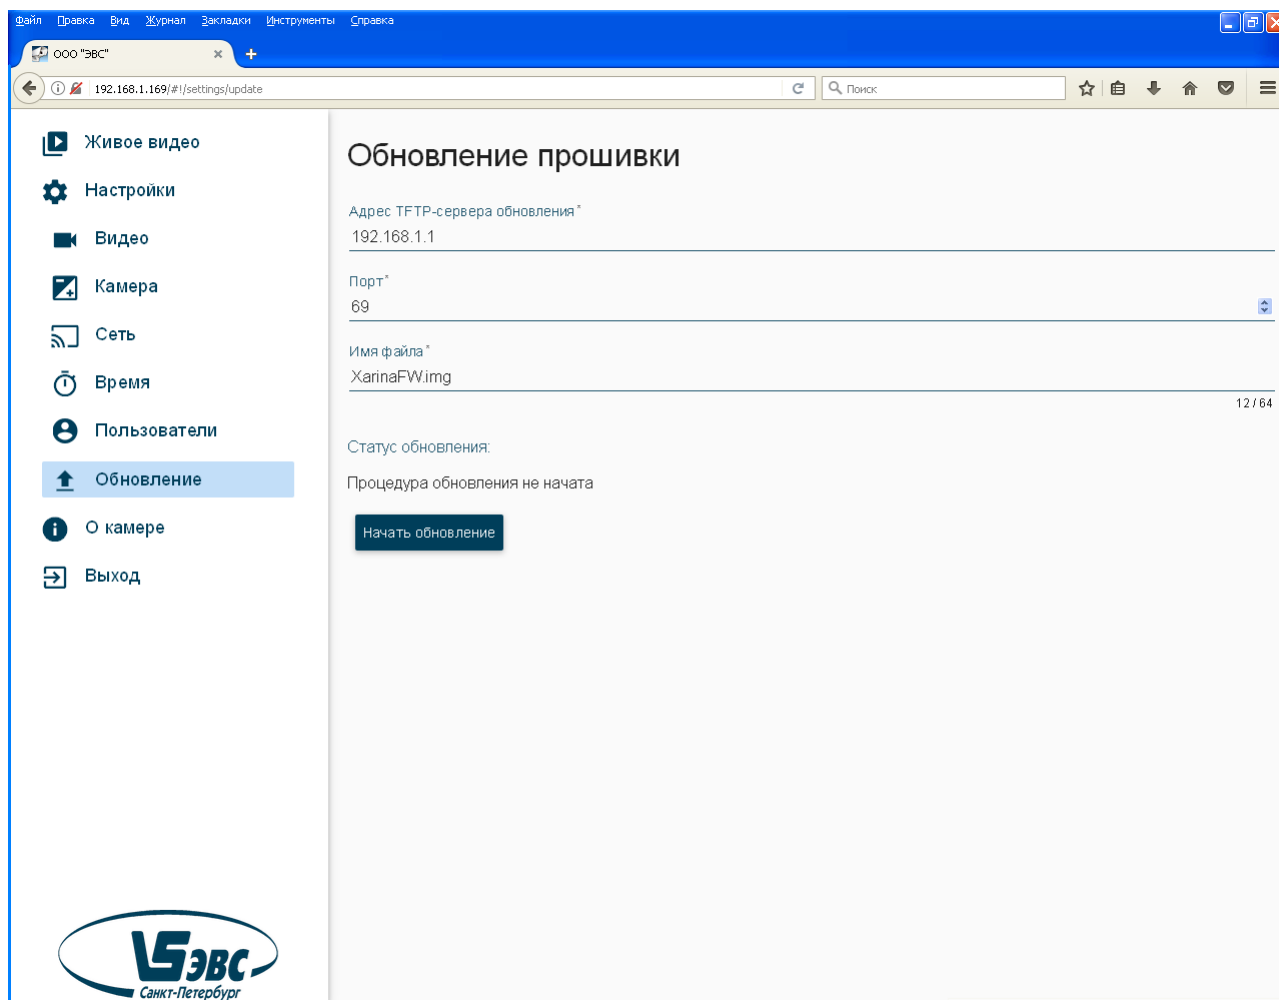 Файл Правка Вид Журнал Закладки Инструменты Справка
ООО "ЭВС"
192.168.1.169/#!/settings/update
Поиск
Живое видео
Настройки
Видео
Камера
Сеть
Время
Пользователи
Обновление
О камере
Выход
Обновление прошивки
Адрес TFTP-сервера обновления*
192.168.1.1
Порт*
69
Имя файла*
XarinaFW.img
12 / 64
Статус обновления:
Процедура обновления не начата
Начать обновление
ЭВС
Санкт-Петербург